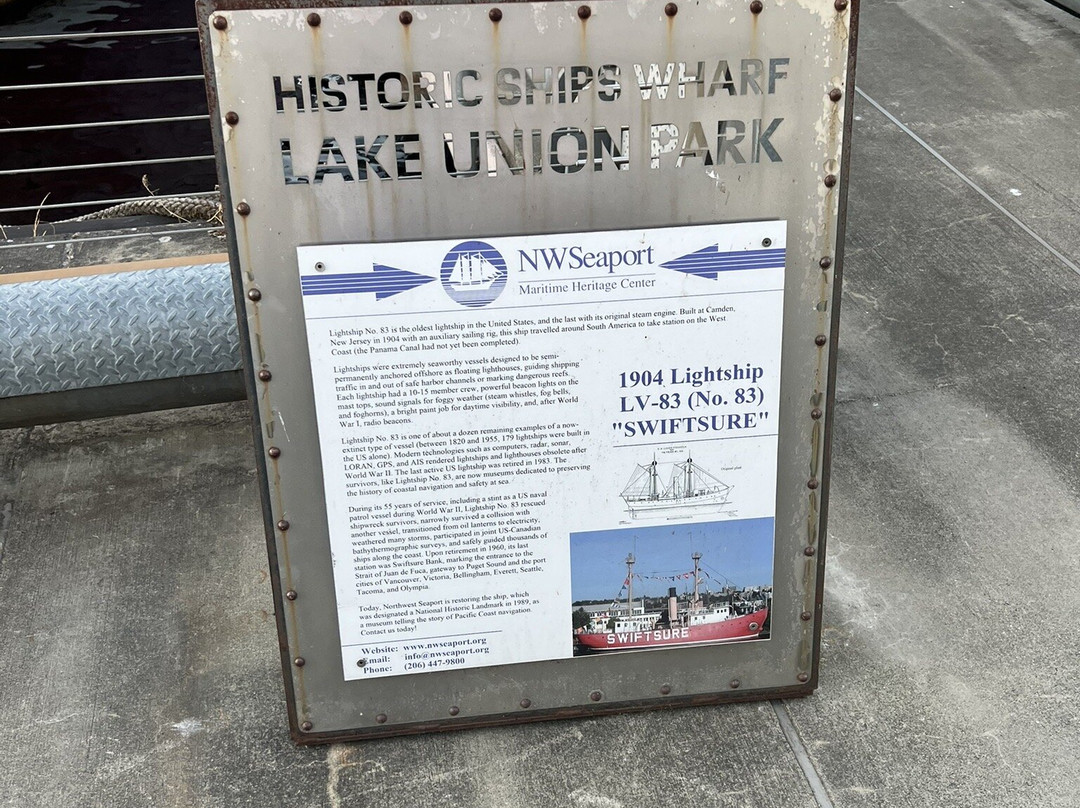 HISTORIC SHIPS WHARF
LAKE UNION PARK
NWSeaport
Maritime Heritage Center
Lightship No. 83 is the oldest lightship in the United States, and the last with its original steam engine. Built at Camden,
New Jersey in 1904 with an auxiliary sailing rig, this ship travelled around South America to take station on the West
Coast (the Panama Canal had not yet been completed).
Lightships were extremely seaworthy vessels designed to be semi-
permanently anchored offshore as floating lighthouses, guiding shipping
traffic in and out of safe harbor channels or marking dangerous reefs.
Each lightship had a 10-15 member crew, powerful beacon lights on the
mast tops, sound signals for foggy weather (steam whistles, fog bells,
and foghorns), a bright paint job for daytime visibility, and, after World
War I, radio beacons.
Lightship No. 83 is one of about a dozen remaining examples of a now-
extinct type of vessel (between 1820 and 1955, 179 lightships were built in
the US alone). Modern technologies such as computers, radar, sonar,
LORAN, GPS, and AIS rendered lightships and lighthouses obsolete after
World War II. The last active US lightship was retired in 1983. The
survivors, like Lightship No. 83, are now museums dedicated to preserving
the history of coastal navigation and safety at sea.
During its 55 years of service, including a stint as a US naval
patrol vessel during World War II, Lightship No. 83 rescued
shipwreck survivors, narrowly survived a collision with
another vessel, transitioned from oil lanterns to electricity,
weathered many storms, participated in joint US-Canadian
bathythermographic surveys, and safely guided thousands of
ships along the coast. Upon retirement in 1960, its last
station was Swiftsure Bank, marking the entrance to the
Strait of Juan de Fuca, gateway to Puget Sound and the port
cities of Vancouver, Victoria, Bellingham, Everett, Seattle,
Tacoma, and Olympia.
Today, Northwest Seaport is restoring the ship, which
was designated a National Historic Landmark in 1989, as
a museum telling the story of Pacific Coast navigation.
Contact us today!
Website: www.nwseaport.org
Email: info@nwseaport.org
Phone: (206) 447-9800
1904 Lightship
LV-83 (No. 83)
"SWIFTSURE"
SWIFTSURE